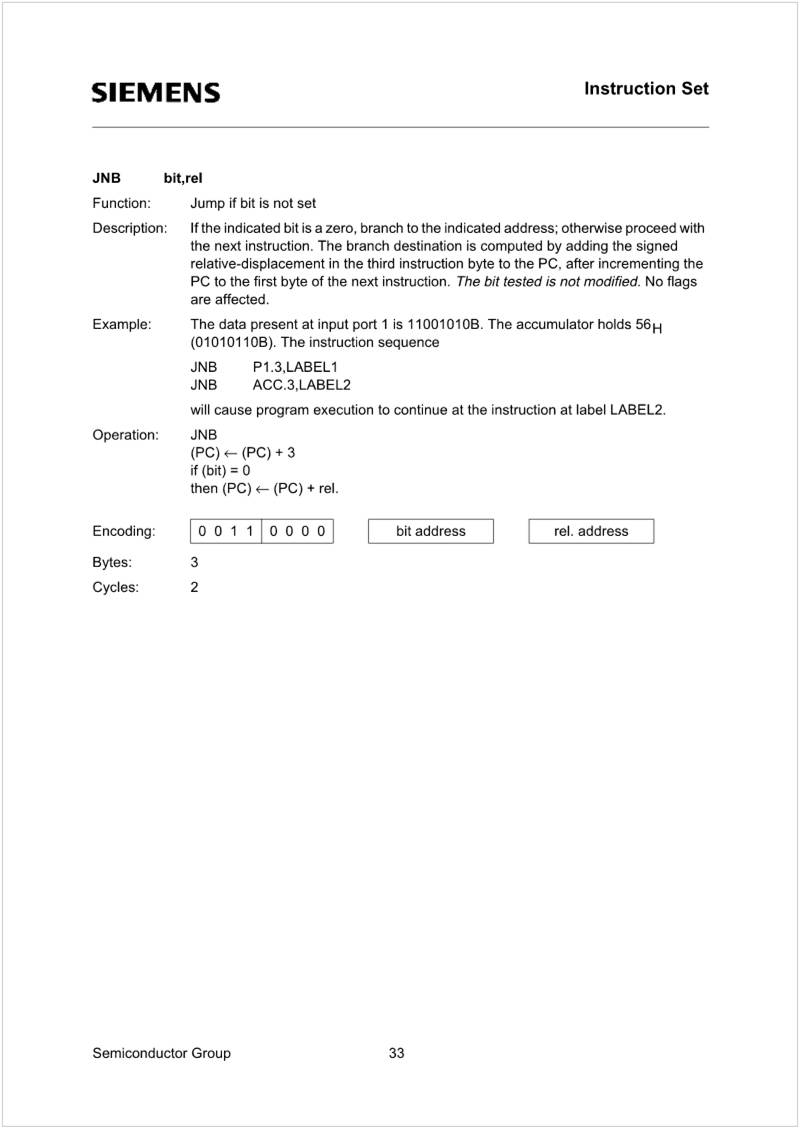 SIEMENS
Instruction Set
JNB bit,rel
Function: Jump if bit is not set
Description: If the indicated bit is a zero, branch to the indicated address; otherwise proceed with
the next instruction. The branch destination is computed by adding the signed
relative-displacement in the third instruction byte to the PC, after incrementing the
PC to the first byte of the next instruction. The bit tested is not modified. No flags
are affected.
Example: The data present at input port 1 is 11001010B. The accumulator holds 56H
(01010110B). The instruction sequence
JNB P1.3,LABEL1
JNB ACC.3,LABEL2
will cause program execution to continue at the instruction at label LABEL2.
Operation: JNB
(PC) ← (PC) + 3
if (bit) = 0
then (PC) ← (PC) + rel.
Encoding: 0 0 1 1 0 0 0 0 bit address rel. address
Bytes: 3
Cycles: 2
Semiconductor Group 33